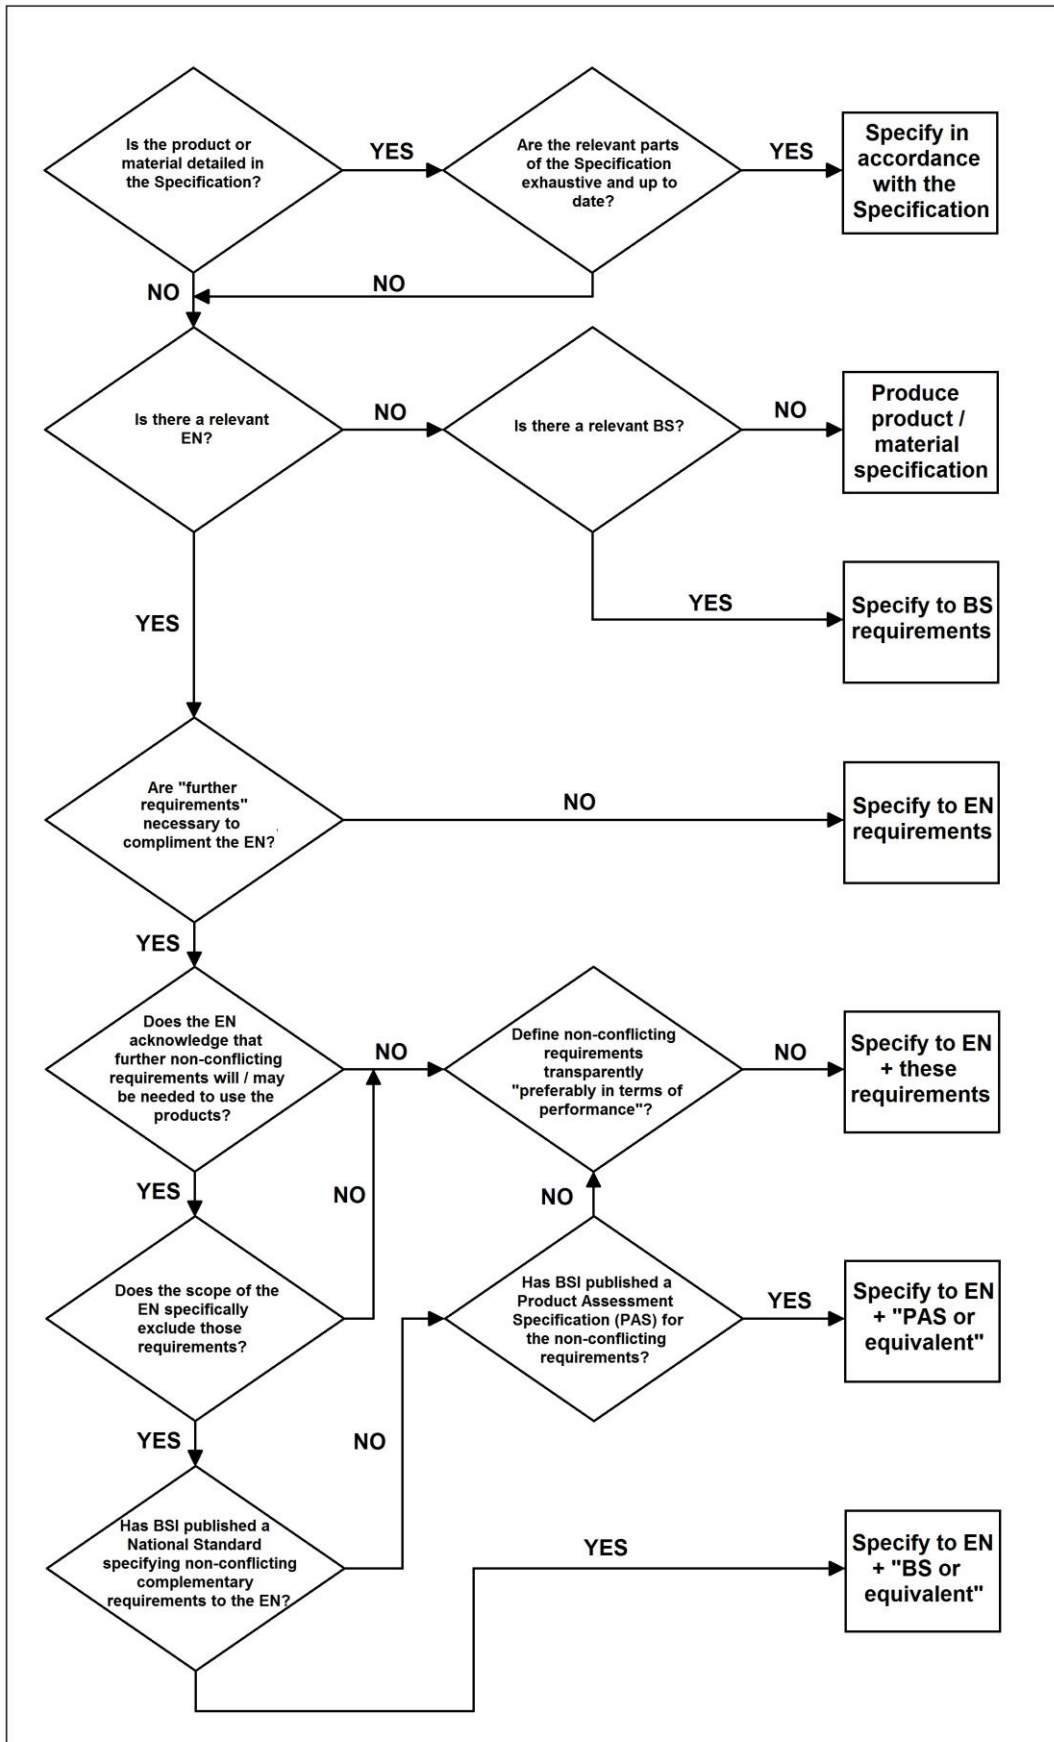 Is the product or
material detailed in
the Specification?
YES
Are the relevant parts
of the Specification
exhaustive and up to
date?
YES
Specify in
accordance
with the
Specification
NO
NO
Is there a relevant
EN?
NO
Is there a relevant BS?
NO
Produce
product /
material
specification
YES
YES
Specify to BS
requirements
Are "further
requirements"
necessary to
compliment the EN?
NO
Specify to EN
requirements
YES
Does the EN
acknowledge that
further non-conflicting
requirements will / may
be needed to use the
products?
NO
Define non-conflicting
requirements
transparently
"preferably in terms of
performance"?
NO
Specify to EN
+ these
requirements
YES
NO
NO
Does the scope of the
EN specifically
exclude those
requirements?
Has BSI published a
Product Assessment
Specification (PAS) for
the non-conflicting
requirements?
YES
Specify to EN
+ "PAS or
equivalent"
YES
NO
Has BSI published a
National Standard
specifying non-conflicting
complementary
requirements to the EN?
YES
Specify to EN
+ "BS or
equivalent"